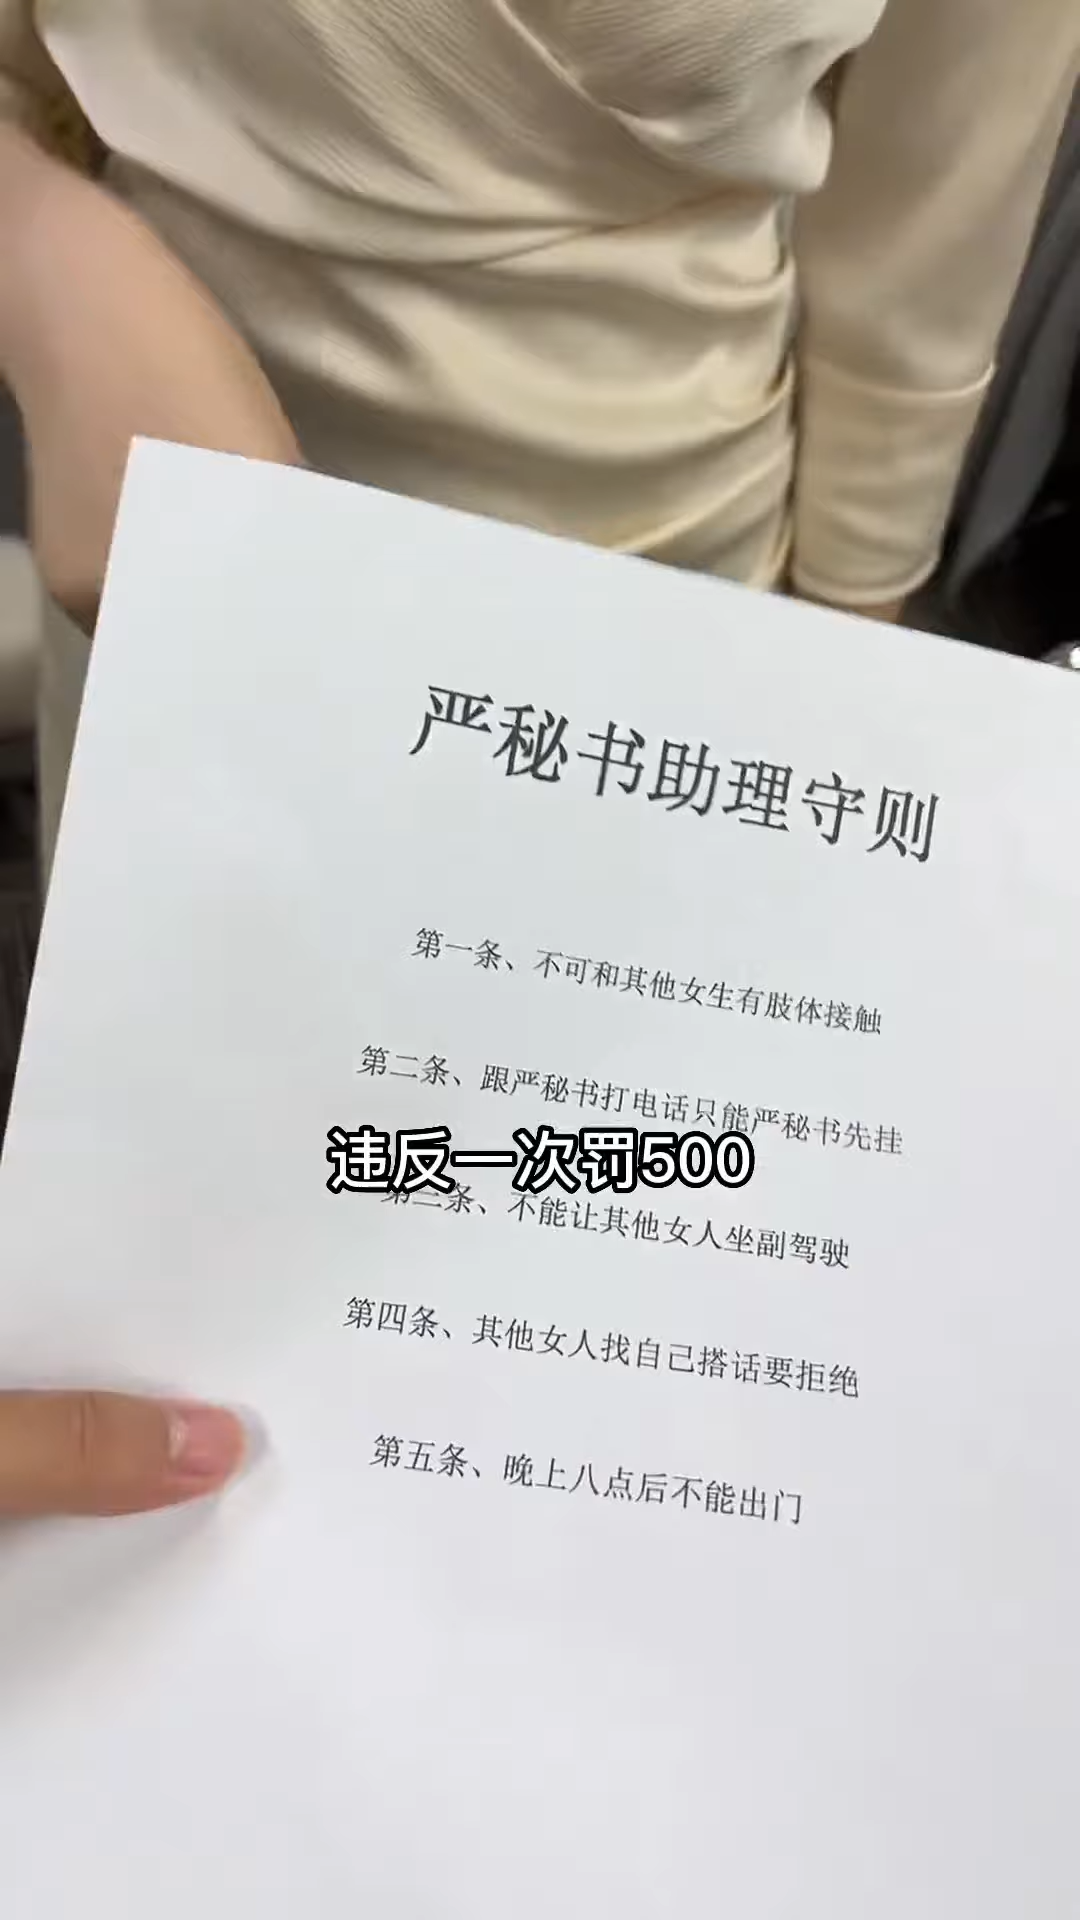 严秘书助理守则
第一条、不可和其他女生有肢体接触
第二条、跟严秘书打电话只能严秘书先挂
违反一次罚500
第三条、不能让其他女人坐副驾驶
第四条、其他女人找自己搭话要拒绝
第五条、晚上八点后不能出门